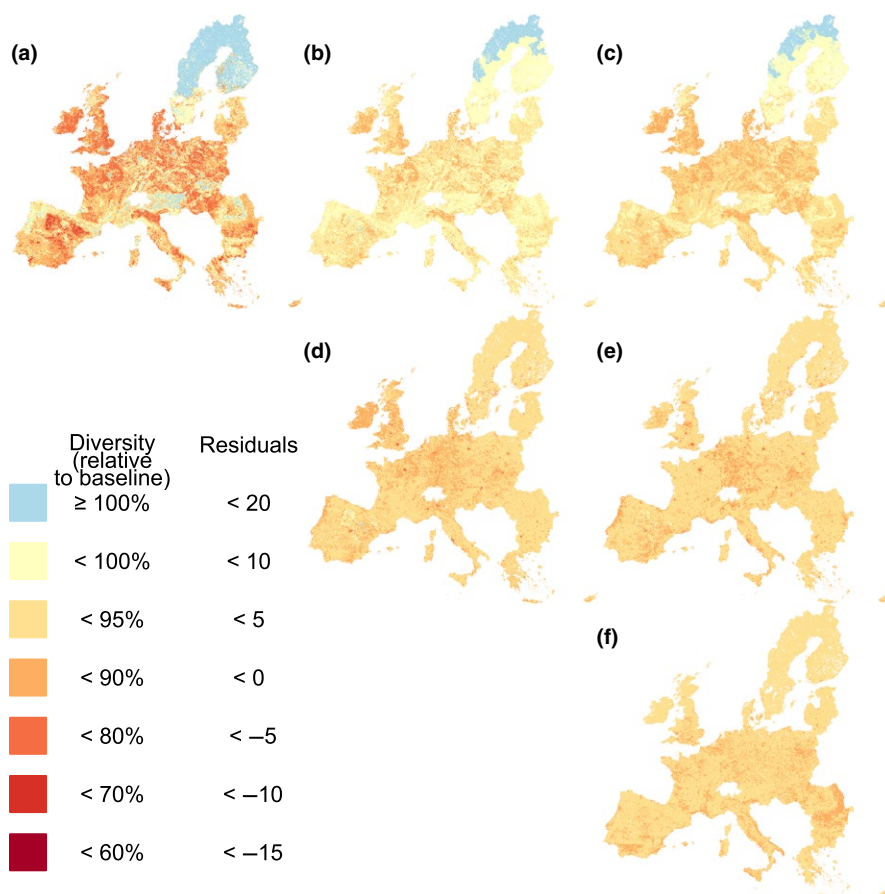 (a)
(b)
(c)
(d)
(e)
(f)
Diversity
(relative
to baseline)
Residuals
≥ 100% < 20
< 100% < 10
< 95% < 5
< 90% < 0
< 80% < –5
< 70% < –10
< 60% < –15